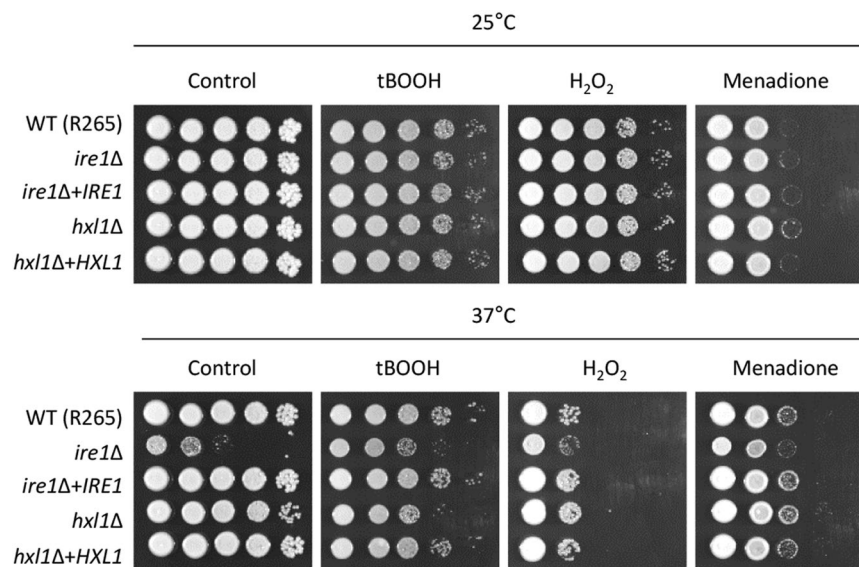 25°C
Control tBOOH H₂O₂ Menadione
WT (R265)
ire1Δ
ire1Δ+IRE1
hxl1Δ
hxl1Δ+HXL1
37°C
Control tBOOH H₂O₂ Menadione
WT (R265)
ire1Δ
ire1Δ+IRE1
hxl1Δ
hxl1Δ+HXL1